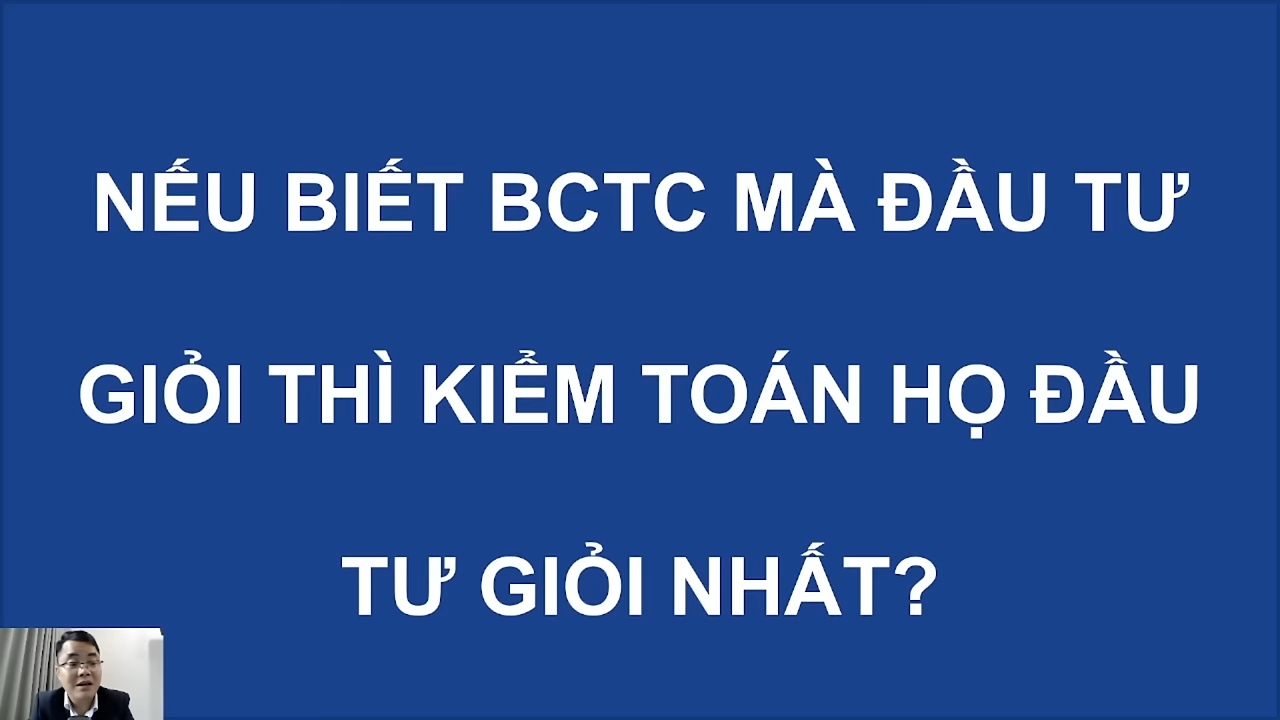 NẾU BIẾT BCTC MÀ ĐẦU TƯ
GIỎI THÌ KIỂM TOÁN HỌ ĐẦU
TƯ GIỎI NHẤT?